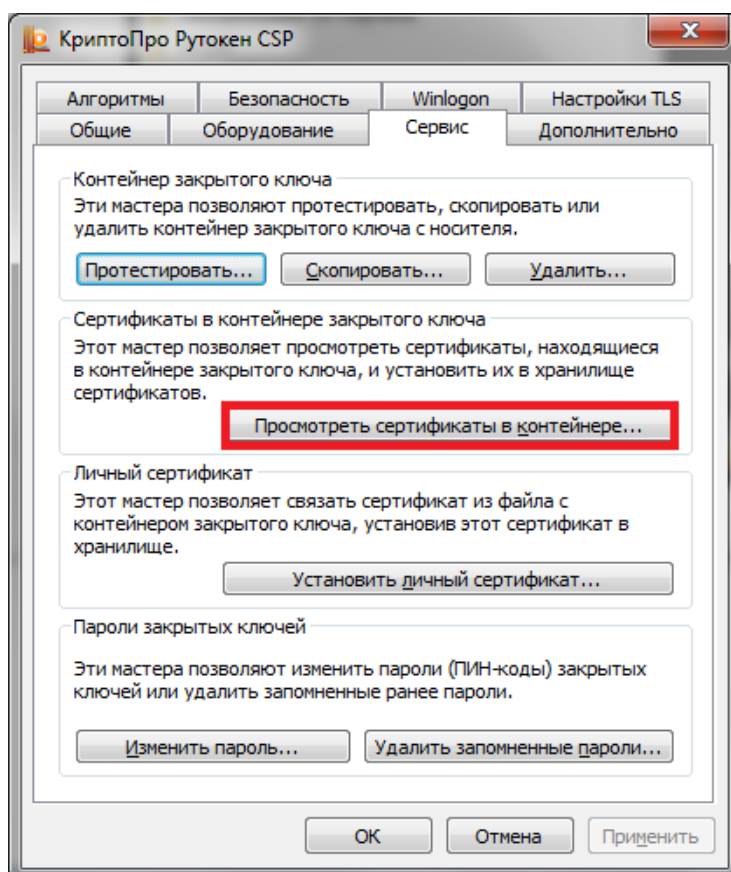 КриптоПро Рутокен CSP
Алгоритмы Безопасность Winlogon Настройки TLS
Общие Оборудование Сервис Дополнительно
Контейнер закрытого ключа
Эти мастера позволяют протестировать, скопировать или
удалить контейнер закрытого ключа с носителя.
Протестировать... Скопировать... Удалить...
Сертификаты в контейнере закрытого ключа
Этот мастер позволяет просмотреть сертификаты, находящиеся
в контейнере закрытого ключа, и установить их в хранилище
сертификатов.
Просмотреть сертификаты в контейнере...
Личный сертификат
Этот мастер позволяет связать сертификат из файла с
контейнером закрытого ключа, установив этот сертификат в
хранилище.
Установить личный сертификат...
Пароли закрытых ключей
Эти мастера позволяют изменить пароли (ПИН-коды) закрытых
ключей или удалить запомненные ранее пароли.
Изменить пароль... Удалить запомненные пароли...
ОК Отмена Применить